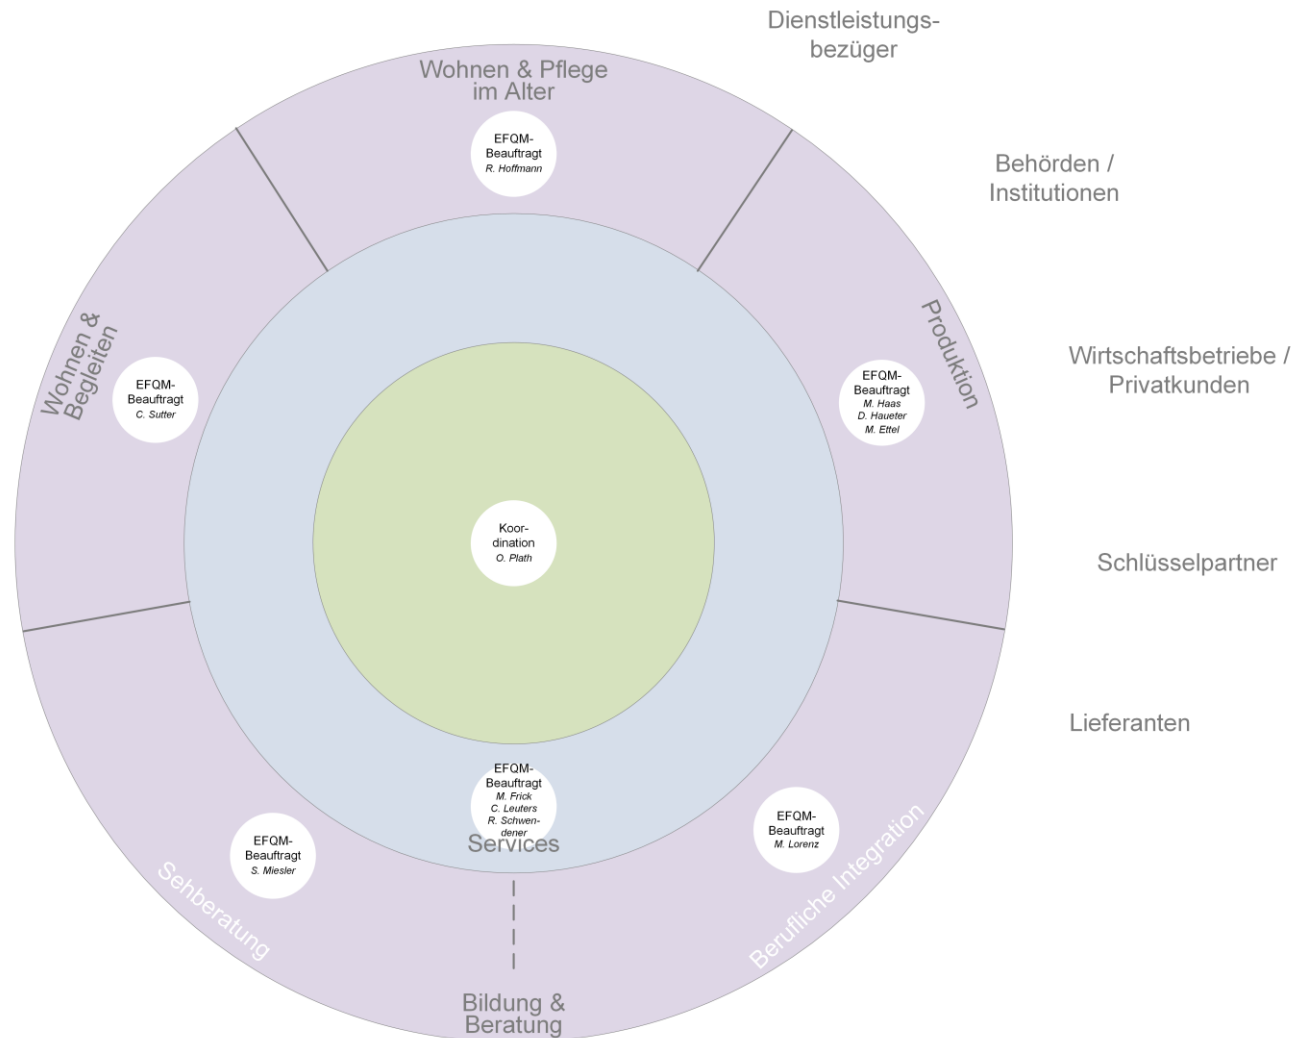 Dienstleistungs-
bezüger
Wohnen & Pflege
im Alter
EFQM-
Beauftragt
R. Hoffmann
Behörden /
Institutionen
Wohnen &
Begleiten
EFQM-
Beauftragt
C. Sutter
Produktion
EFQM-
Beauftragt
M. Haas
D. Haueter
M. Ettel
Wirtschaftsbetriebe /
Privatkunden
Koor-
dination
O. Plath
Schlüsselpartner
Lieferanten
EFQM-
Beauftragt
M. Frick
C. Leuters
R. Schwen-
dener
Services
EFQM-
Beauftragt
S. Miesler
Sehberatung
EFQM-
Beauftragt
M. Lorenz
Berufliche Integration
Bildung &
Beratung